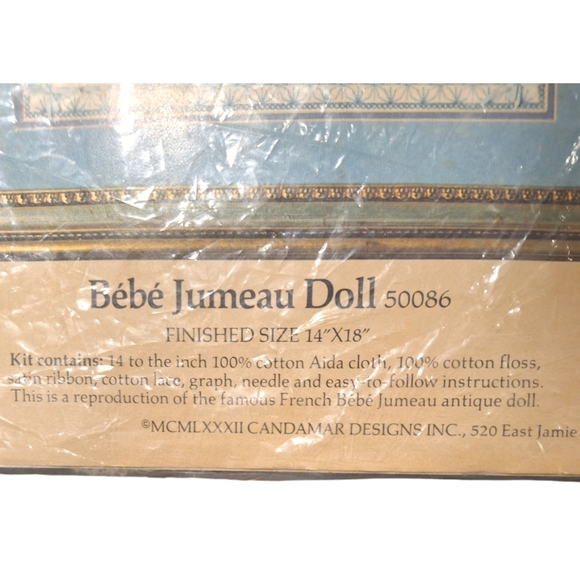 Bébé Jumeau Doll 50086
FINISHED SIZE 14"X18"
Kit contains: 14 to the inch 100% cotton Aida cloth, 100% cotton floss,
satin ribbon, cotton lace, graph, needle and easy-to-follow instructions.
This is a reproduction of the famous French Bébé Jumeau antique doll.
©MCMLXXXII CANDAMAR DESIGNS INC., 520 East Jamie